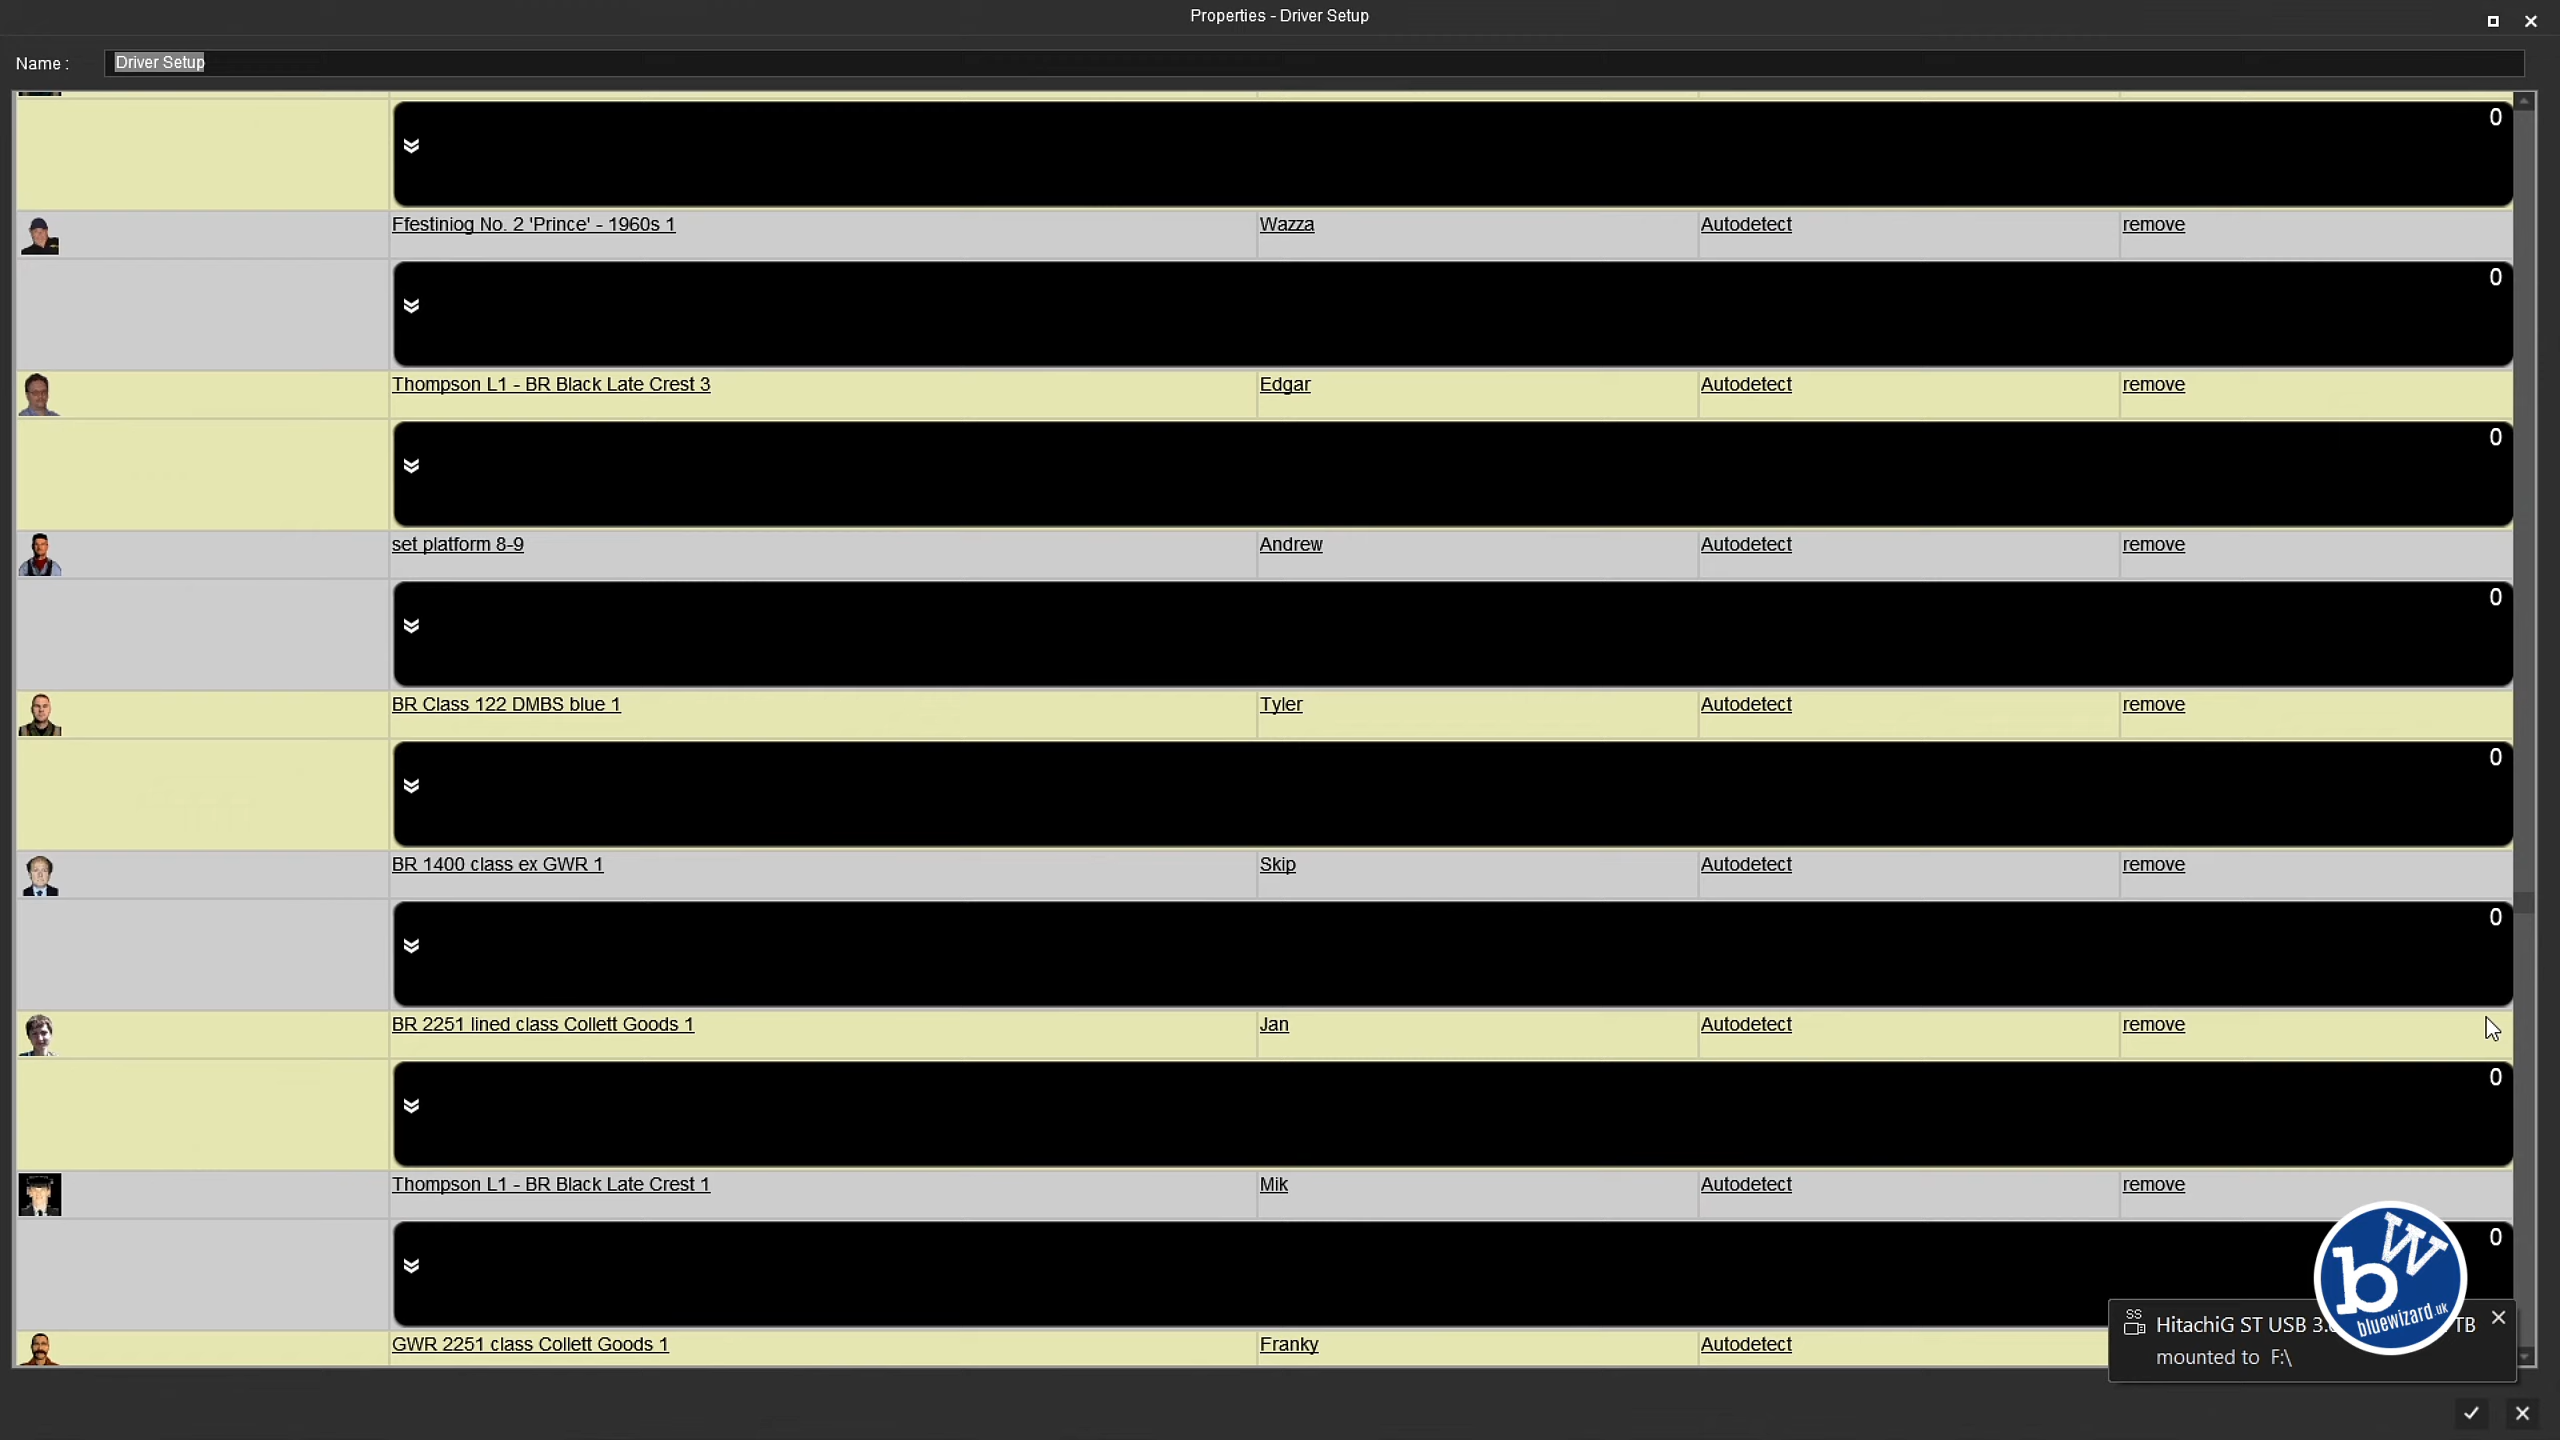 Properties - Driver Setup
Name :
Driver Setup
0
Ffestiniog No. 2 'Prince' - 1960s 1
Wazza
Autodetect
remove
0
Thompson L1 - BR Black Late Crest 3
Edgar
Autodetect
remove
0
set platform 8-9
Andrew
Autodetect
remove
0
BR Class 122 DMBS blue 1
Tyler
Autodetect
remove
0
BR 1400 class ex GWR 1
Skip
Autodetect
remove
0
BR 2251 lined class Collett Goods 1
Jan
Autodetect
remove
0
Thompson L1 - BR Black Late Crest 1
Mik
Autodetect
remove
0
GWR 2251 class Collett Goods 1
Franky
Autodetect
bw
bluewizard.uk
SS
HitachiG ST USB 3. TB
mounted to F:\